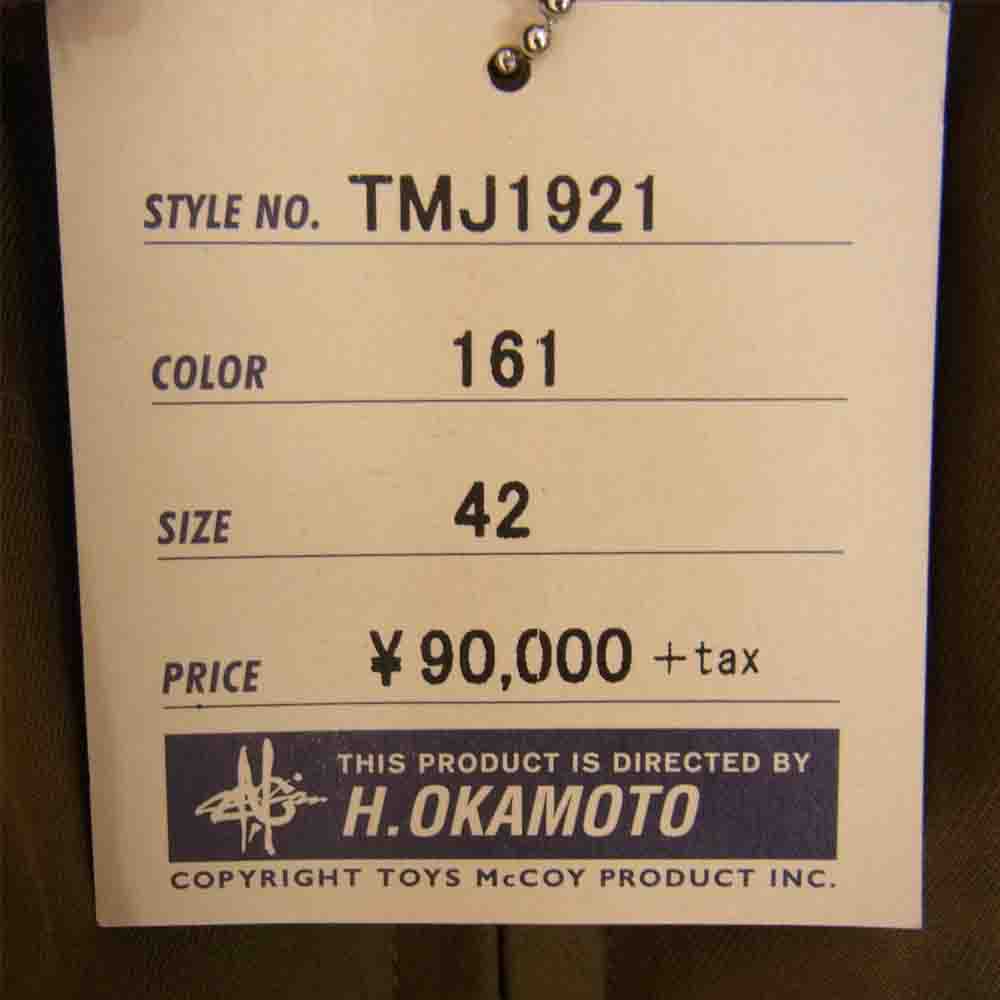 STYLE NO. TMJ1921
COLOR 161
SIZE 42
PRICE ¥90,000 +tax
THIS PRODUCT IS DIRECTED BY
H.OKAMOTO
COPYRIGHT TOYS McCOY PRODUCT INC.